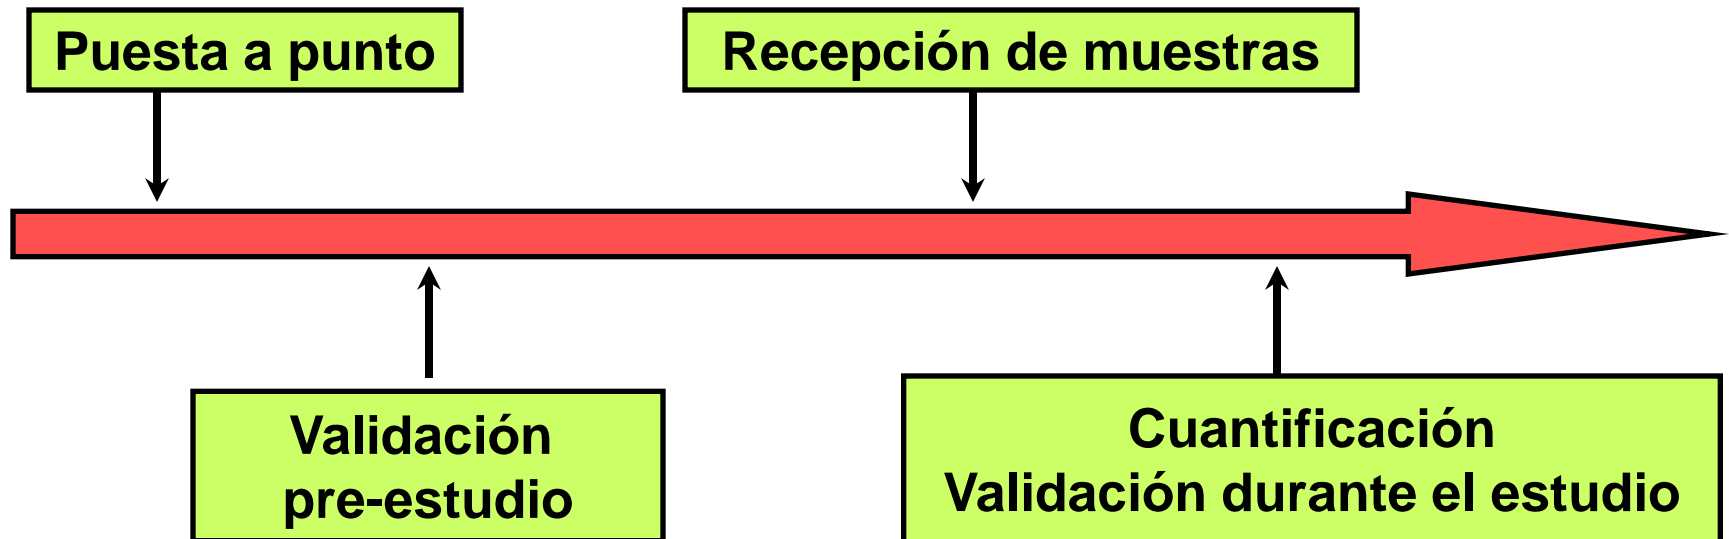 Puesta a punto
Recepción de muestras
Validación
pre-estudio
Cuantificación
Validación durante el estudio